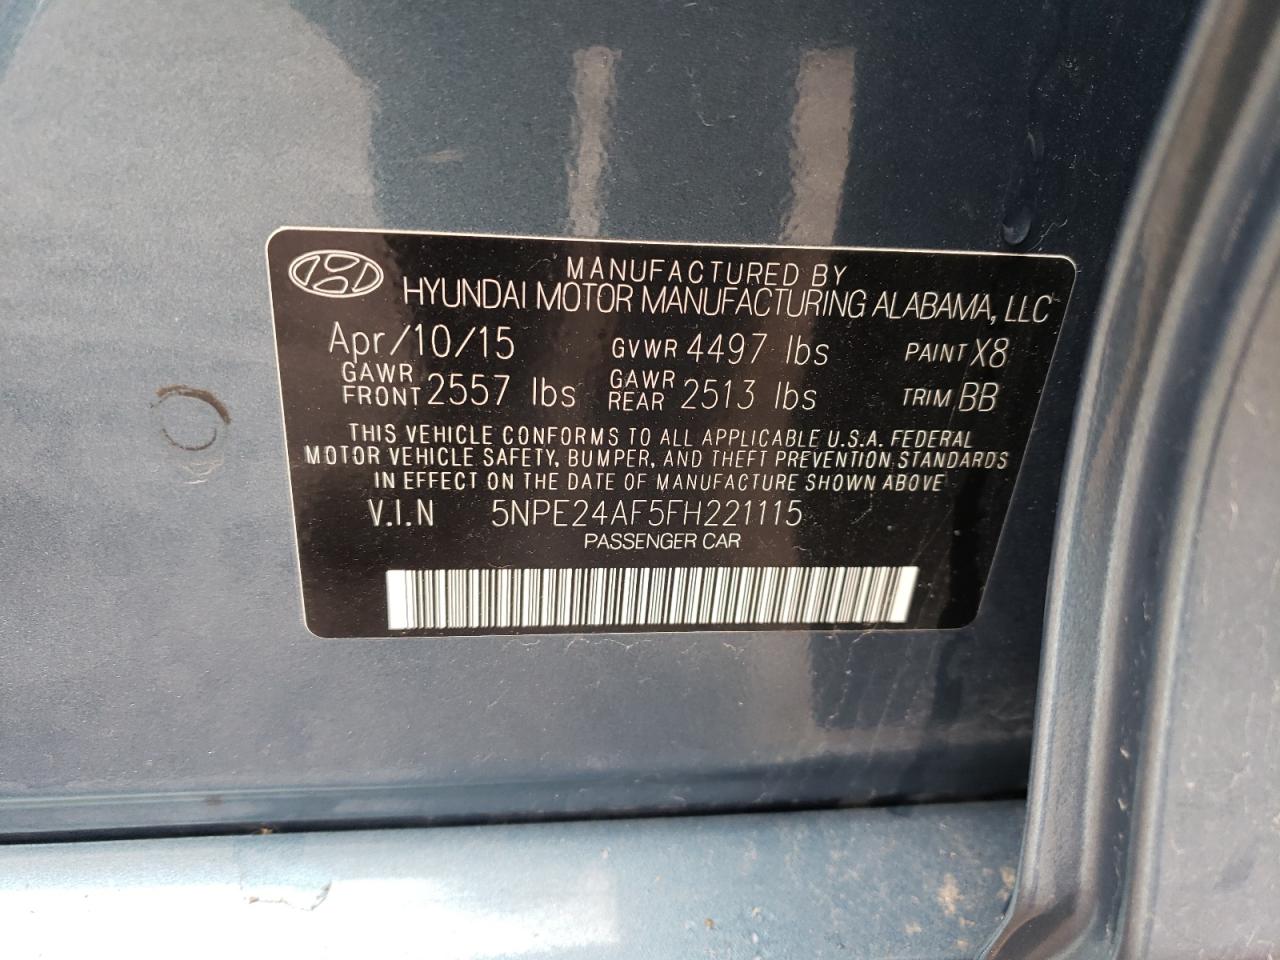 MANUFACTURED BY
HYUNDAI MOTOR MANUFACTURING ALABAMA, LLC
Apr/10/15 GVWR 4497 lbs PAINT X8
GAWR FRONT 2557 lbs GAWR REAR 2513 lbs TRIM BB
THIS VEHICLE CONFORMS TO ALL APPLICABLE U.S.A. FEDERAL
MOTOR VEHICLE SAFETY, BUMPER, AND THEFT PREVENTION STANDARDS
IN EFFECT ON THE DATE OF MANUFACTURE SHOWN ABOVE
V.I.N 5NPE24AF5FH221115
PASSENGER CAR